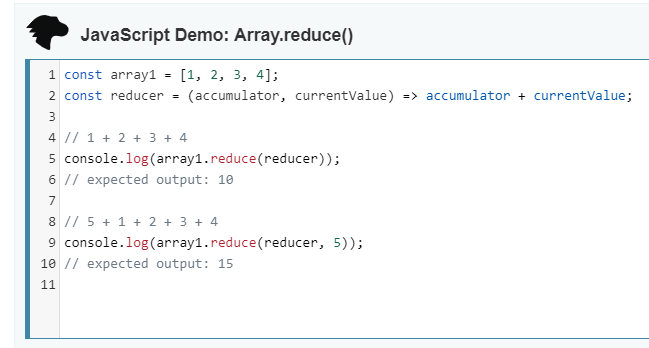 JavaScript Demo: Array.reduce()
1 const array1 = [1, 2, 3, 4];
2 const reducer = (accumulator, currentValue) => accumulator + currentValue;
3
4 // 1 + 2 + 3 + 4
5 console.log(array1.reduce(reducer));
6 // expected output: 10
7
8 // 5 + 1 + 2 + 3 + 4
9 console.log(array1.reduce(reducer, 5));
10 // expected output: 15
11